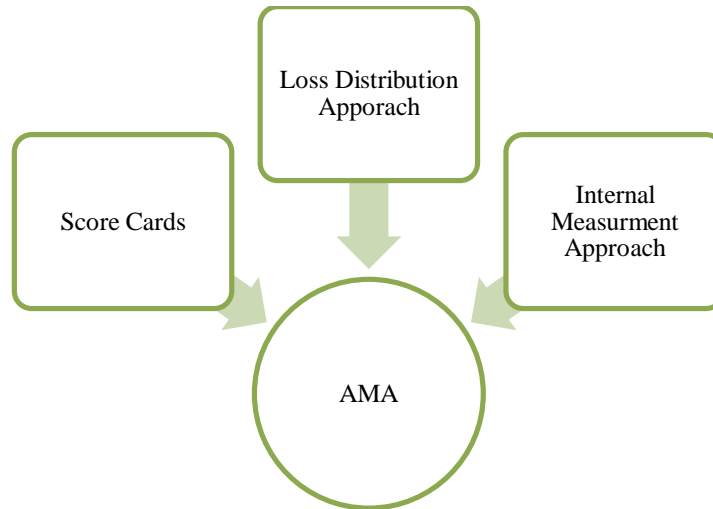 Loss Distribution
Apporach
Score Cards
Internal
Measurment
Approach
AMA